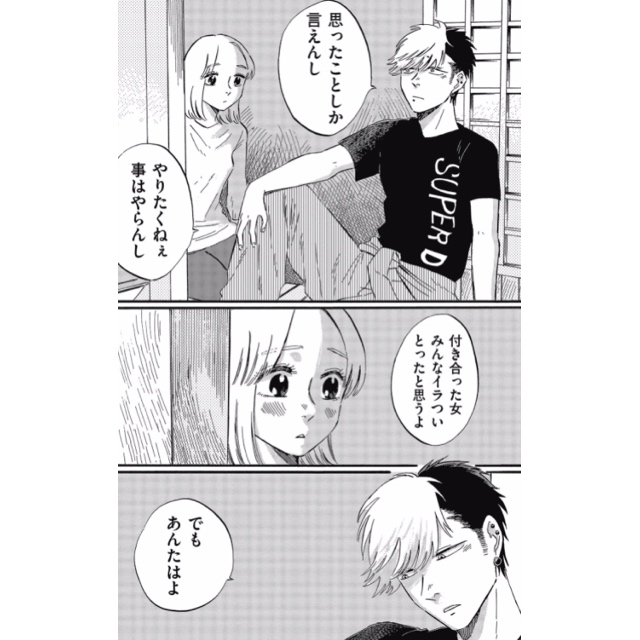 思ったことしか
言えんし
SUPER D
やりたくねぇ
事はやらんし
付き合った女
みんなイラつい
とったと思うよ
でも
あんたはよ